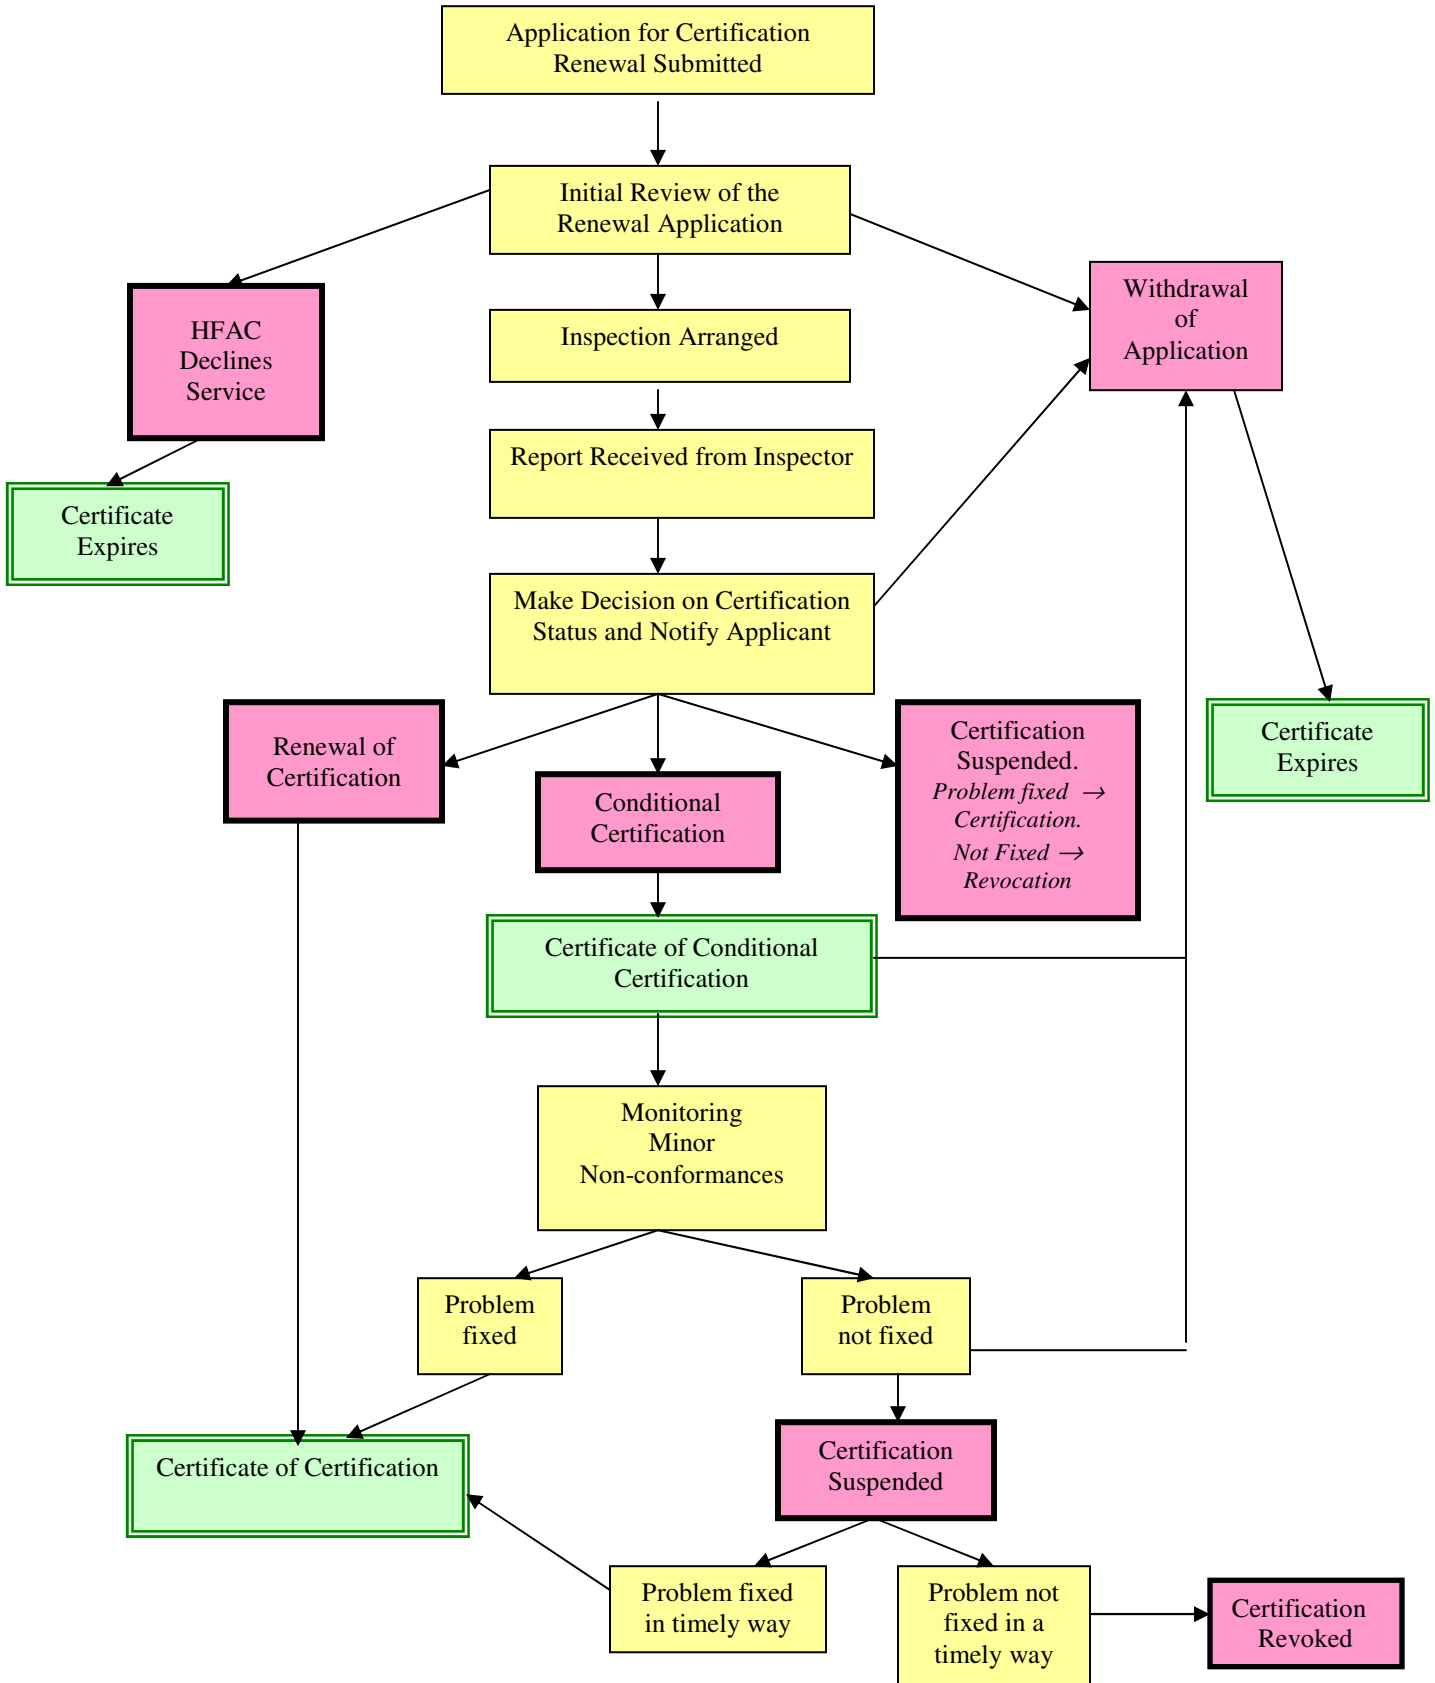 Application for Certification
Renewal Submitted
Initial Review of the
Renewal Application
HFAC
Declines
Service
Inspection Arranged
Withdrawal
of
Application
Report Received from Inspector
Certificate
Expires
Make Decision on Certification
Status and Notify Applicant
Renewal of
Certification
Conditional
Certification
Certification
Suspended.
Problem fixed →
Certification.
Not Fixed →
Revocation
Certificate
Expires
Certificate of Conditional
Certification
Monitoring
Minor
Non-conformances
Problem
fixed
Problem
not fixed
Certificate of Certification
Certification
Suspended
Problem fixed
in timely way
Problem not
fixed in a
timely way
Certification
Revoked